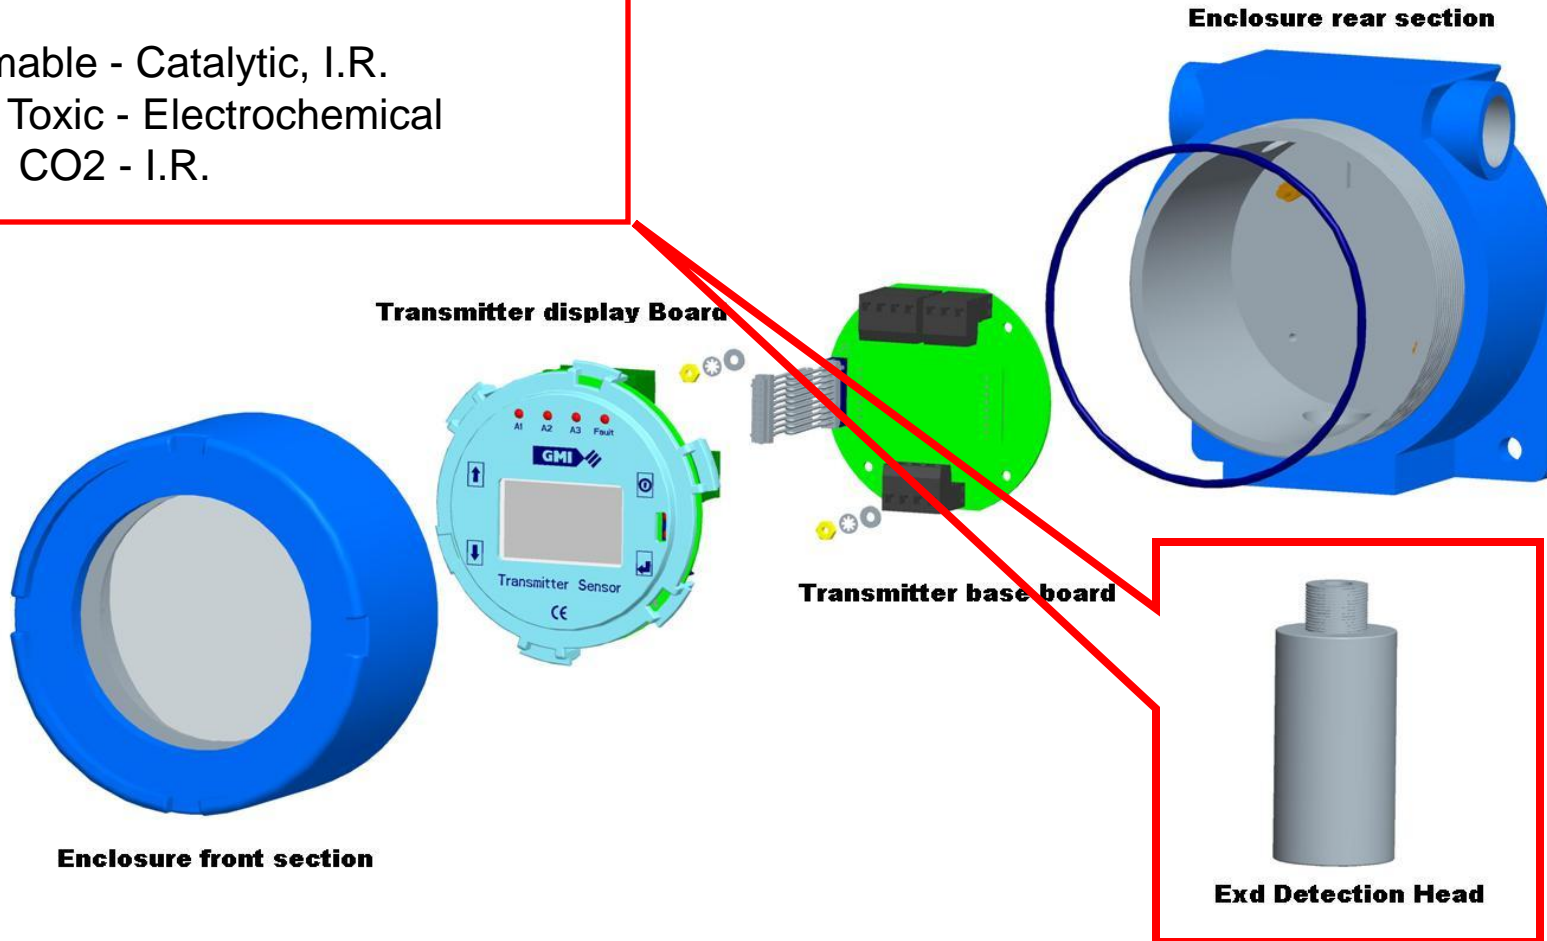 Enclosure rear section
mable - Catalytic, I.R.
Toxic - Electrochemical
CO2 - I.R.
Transmitter display Board
A1 A2 A3 Fault
GMI
Transmitter Sensor
CE
Transmitter base board
Enclosure front section
Exd Detection Head